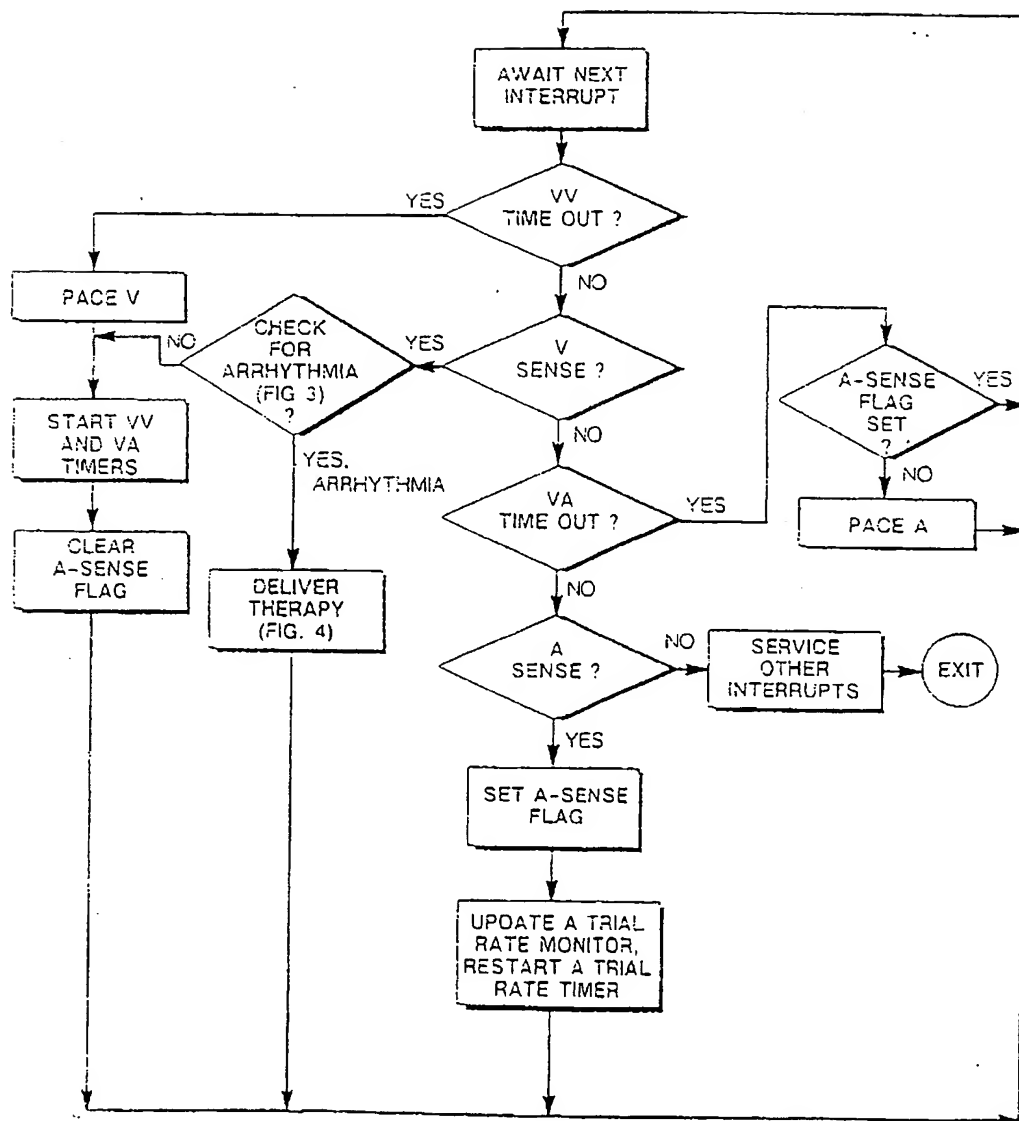 AWAIT NEXT
INTERRUPT
YES
VV
TIME OUT ?
NO
PACE V
NO
CHECK
FOR
ARRHYTHMIA
(FIG 3)
?
YES
V
SENSE ?
NO
A-SENSE
FLAG
SET
?
YES
NO
START VV
AND VA
TIMERS
YES,
ARRHYTHMIA
VA
TIME OUT ?
YES
PACE A
NO
CLEAR
A-SENSE
FLAG
DELIVER
THERAPY
(FIG. 4)
A
SENSE ?
NO
SERVICE
OTHER
INTERRUPTS
EXIT
YES
SET A-SENSE
FLAG
UPDATE A TRIAL
RATE MONITOR,
RESTART A TRIAL
RATE TIMER